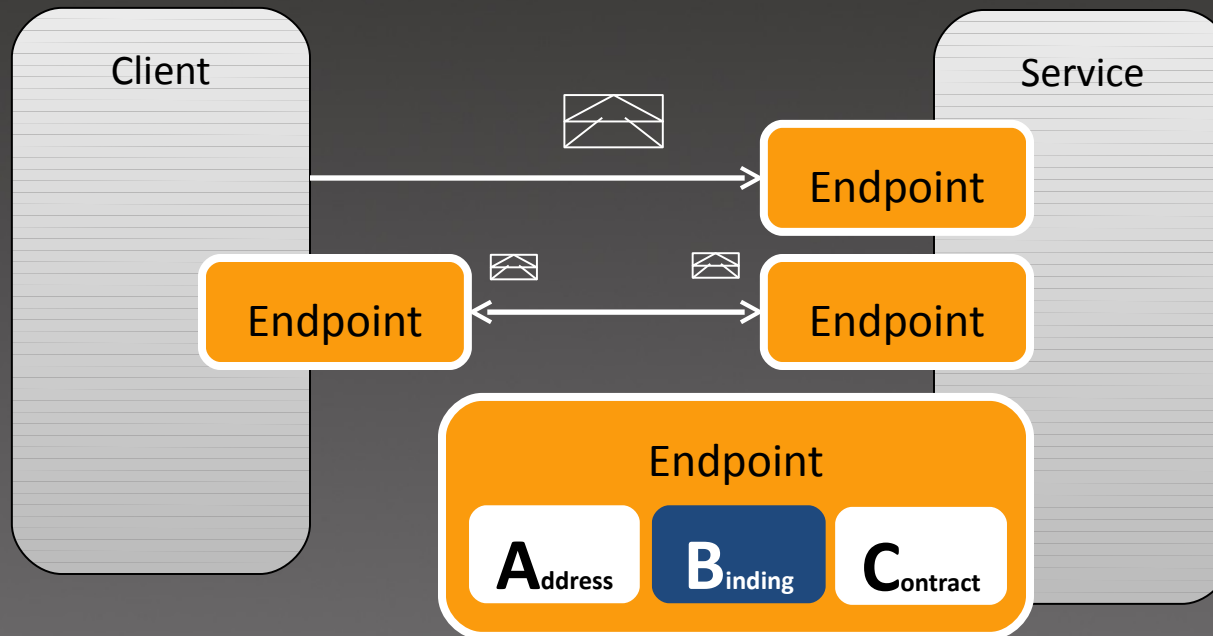 Client
Service
Endpoint
Endpoint
Endpoint
Endpoint
Address
Binding
Contract